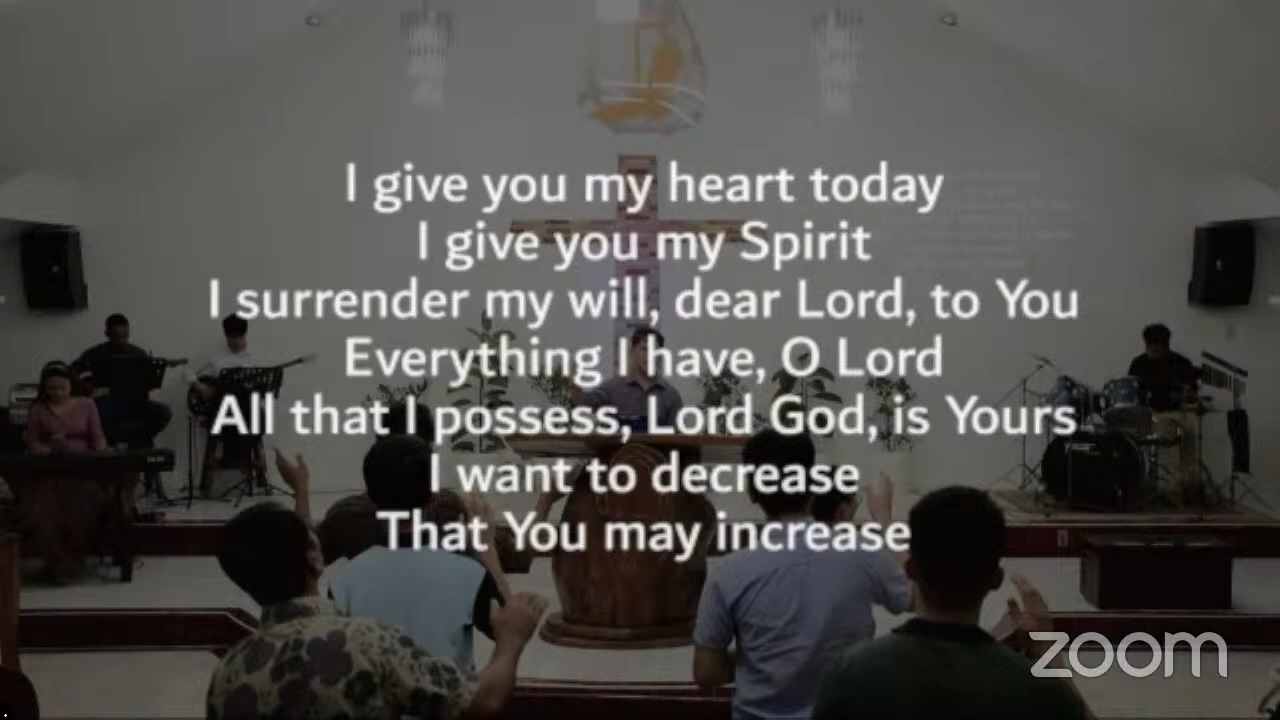 I give you my heart today
I give you my Spirit
I surrender my will, dear Lord, to You
Everything I have, O Lord
All that I possess, Lord God, is Yours
I want to decrease
That You may increase
zoom